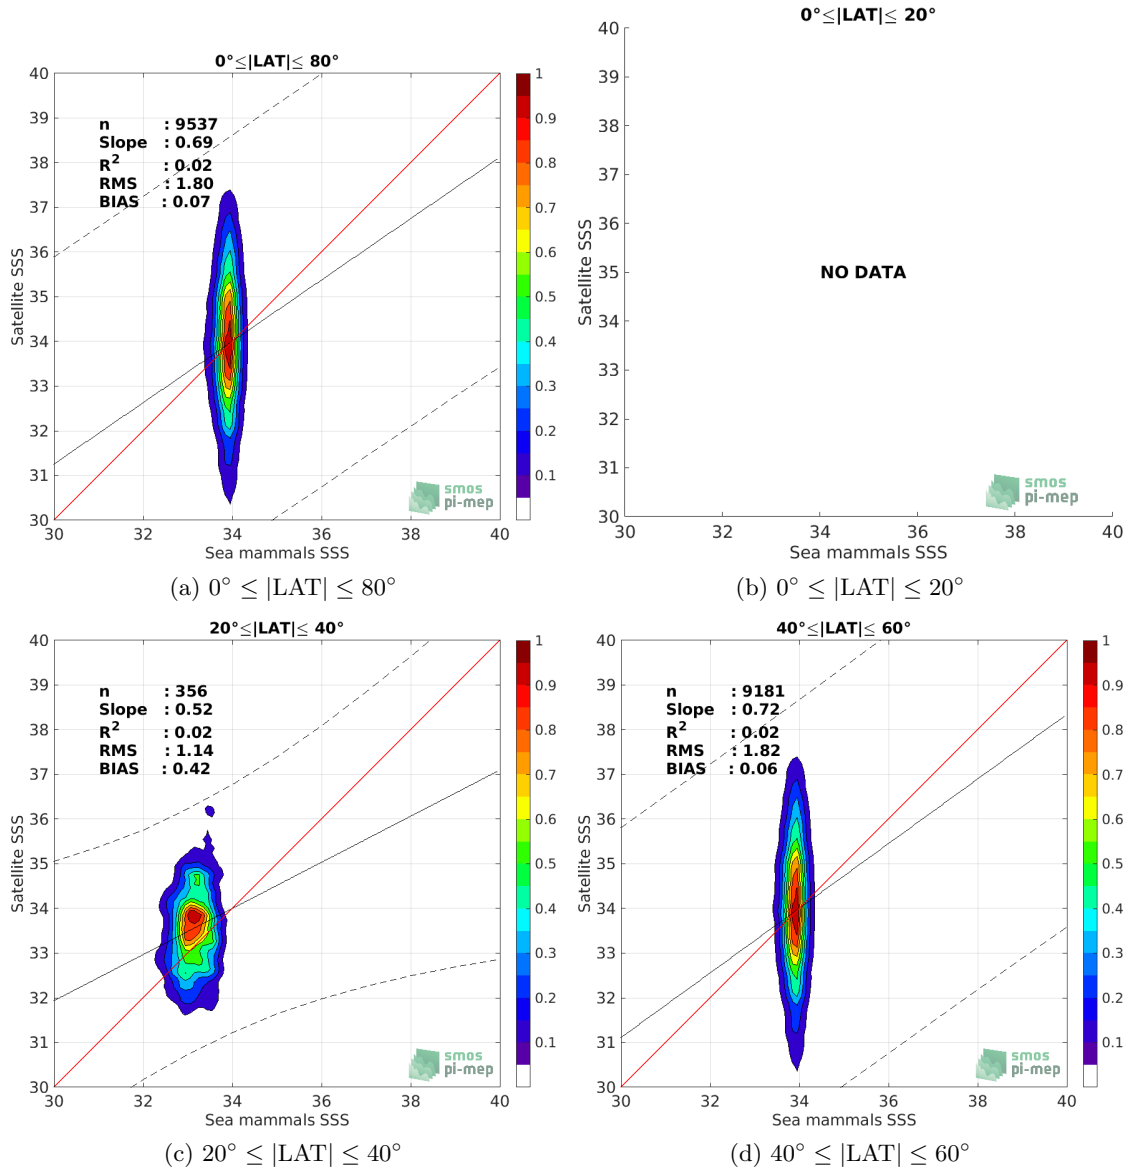 0°≤|LAT|≤ 80°
40
39
38
37
36
35
34
33
32
31
30
Satellite SSS
n : 9537
Slope : 0.69
R2 : 0.02
RMS : 1.80
BIAS : 0.07
smos
pi-mep
30 32 34 36 38 40
Sea mammals SSS
1
0.9
0.8
0.7
0.6
0.5
0.4
0.3
0.2
0.1
(a) 0° ≤ |LAT| ≤ 80°
0°≤|LAT|≤ 20°
40
39
38
37
36
35
34
33
32
31
30
Satellite SSS
NO DATA
smos
pi-mep
30 32 34 36 38 40
Sea mammals SSS
(b) 0° ≤ |LAT| ≤ 20°
20°≤|LAT|≤ 40°
40
39
38
37
36
35
34
33
32
31
30
Satellite SSS
n : 356
Slope : 0.52
R2 : 0.02
RMS : 1.14
BIAS : 0.42
smos
pi-mep
30 32 34 36 38 40
Sea mammals SSS
1
0.9
0.8
0.7
0.6
0.5
0.4
0.3
0.2
0.1
(c) 20° ≤ |LAT| ≤ 40°
40°≤|LAT|≤ 60°
40
39
38
37
36
35
34
33
32
31
30
Satellite SSS
n : 9181
Slope : 0.72
R2 : 0.02
RMS : 1.82
BIAS : 0.06
smos
pi-mep
30 32 34 36 38 40
Sea mammals SSS
1
0.9
0.8
0.7
0.6
0.5
0.4
0.3
0.2
0.1
(d) 40° ≤ |LAT| ≤ 60°